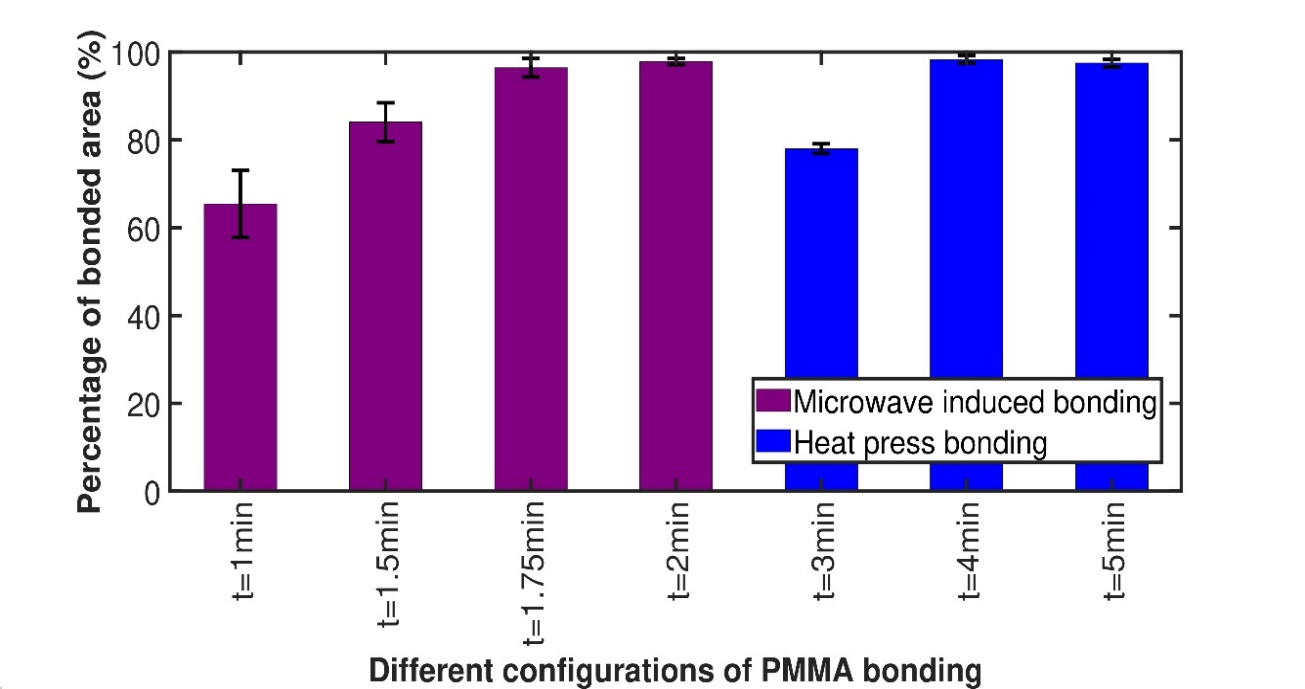 Percentage of bonded area (%)
100
80
60
40
20
0
Microwave induced bonding
Heat press bonding
t=1min
t=1.5min
t=1.75min
t=2min
t=3min
t=4min
t=5min
Different configurations of PMMA bonding